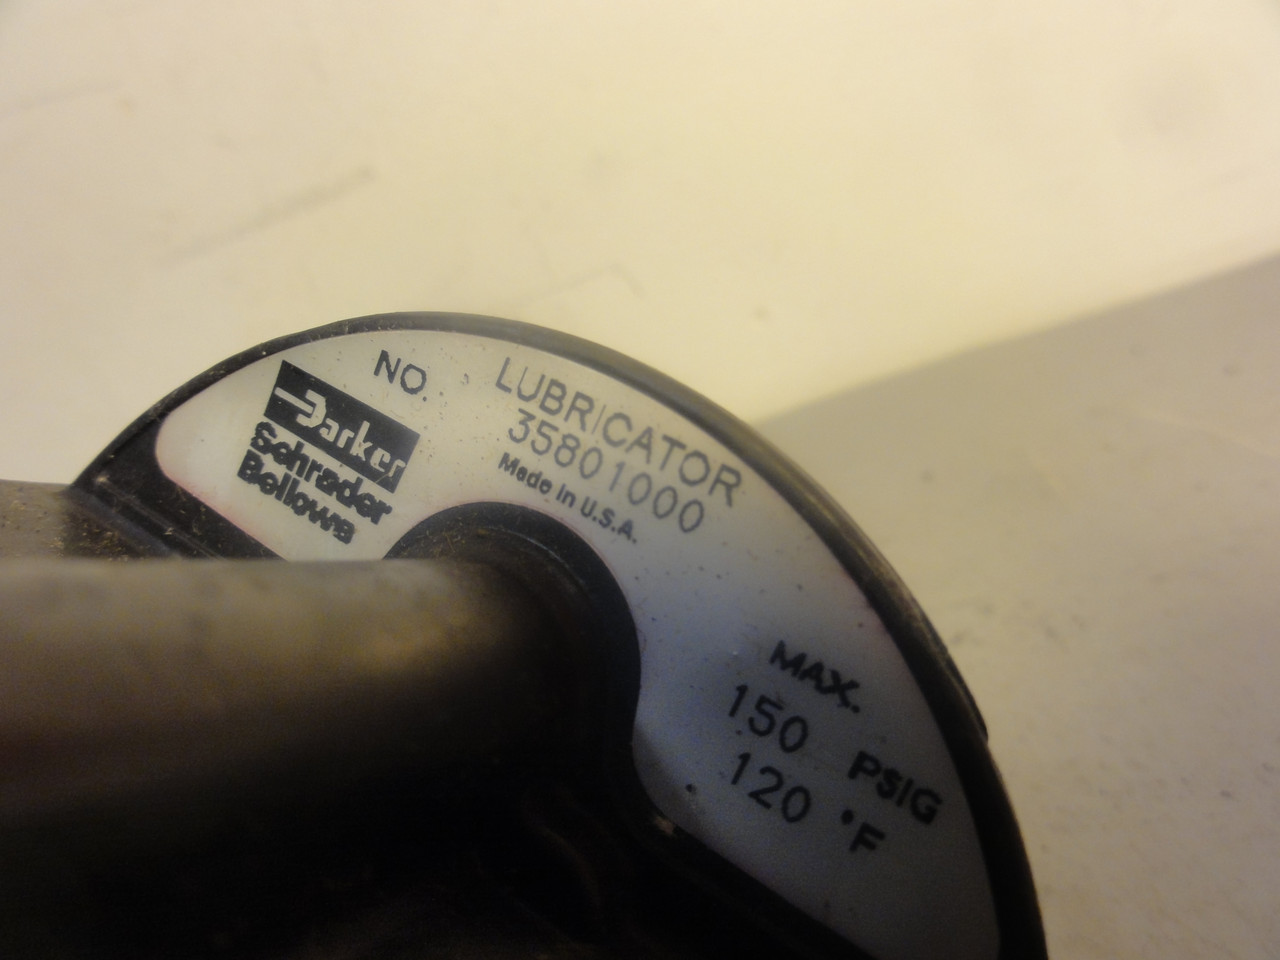 Parker
Schrader
Bellows
NO.
LUBRICATOR
35801000
Made in U.S.A.
MAX.
150 PSIG
120 °F